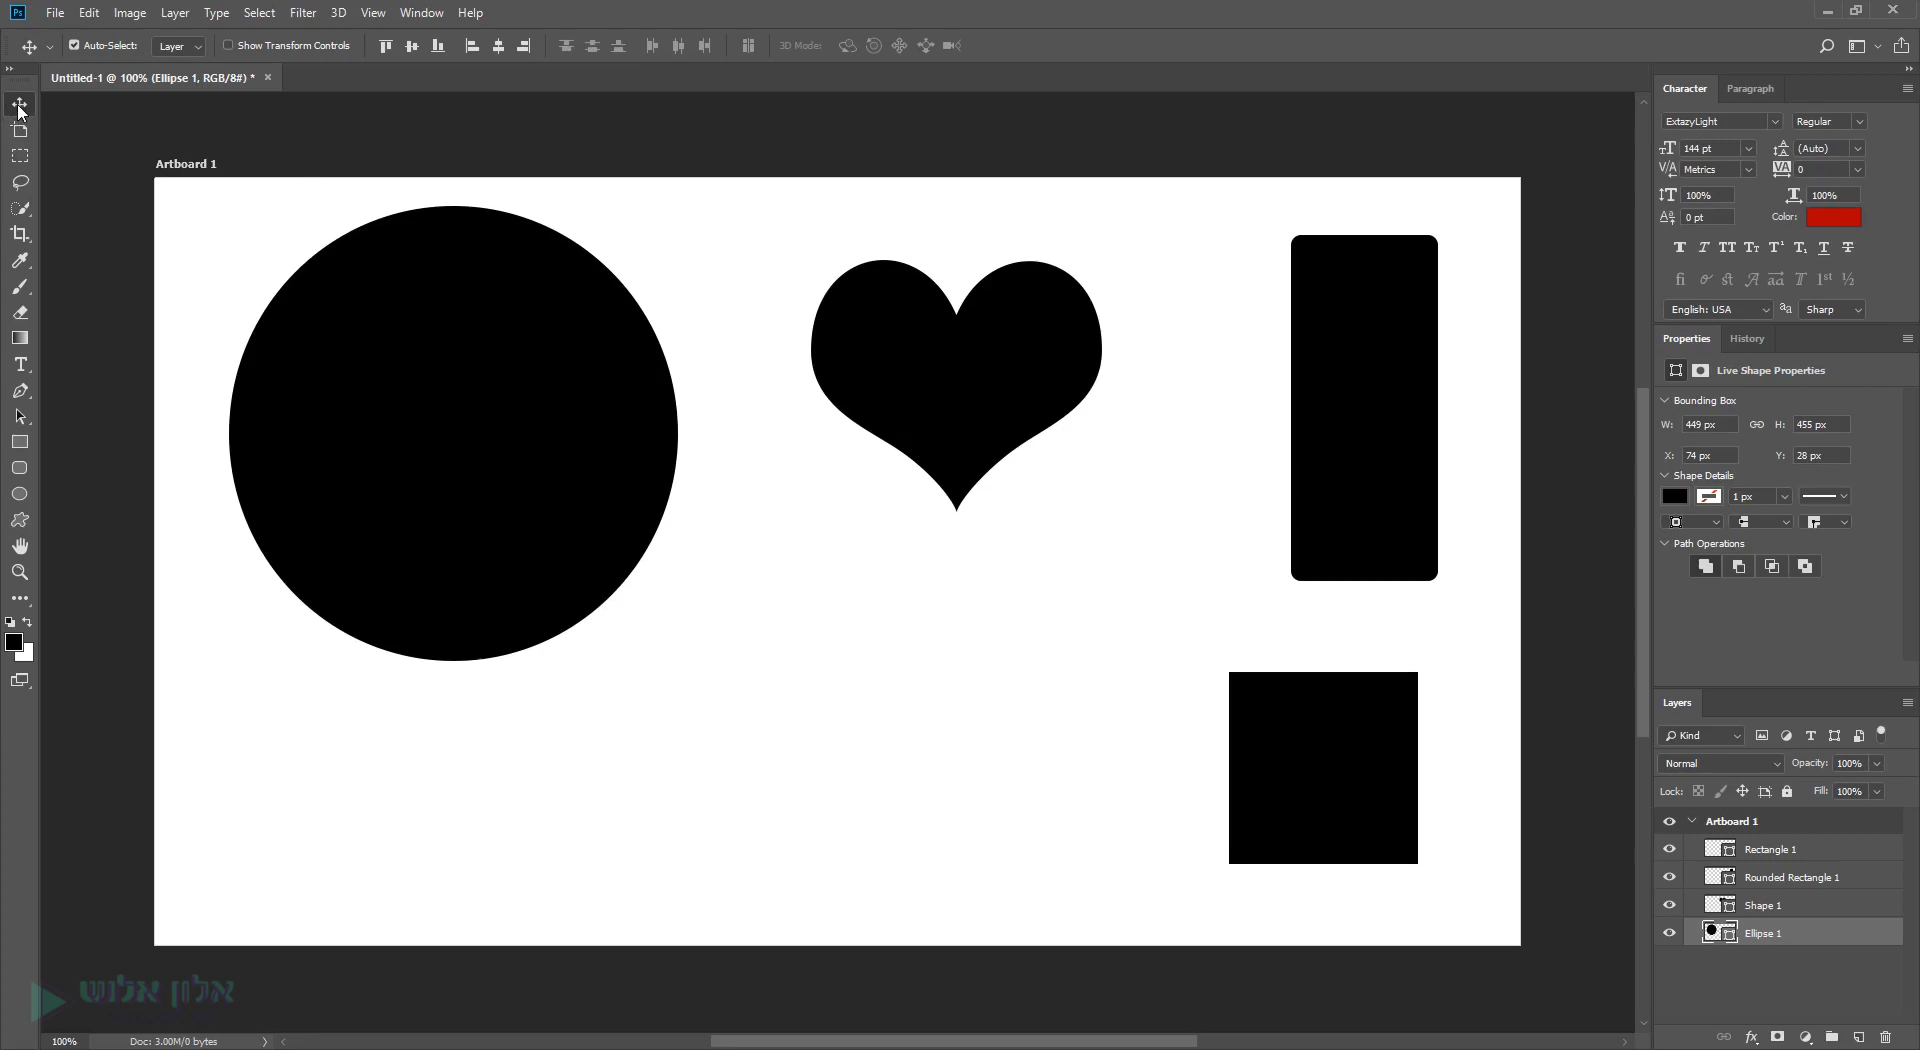 Ps File Edit Image Layer Type Select Filter 3D View Window Help
Auto-Select: Layer Show Transform Controls 3D Mode:
Untitled-1 @ 100% (Ellipse 1, RGB/8#) *
Artboard 1
Character Paragraph
ExtazyLight Regular
144 pt (Auto)
Metrics 0
100% 100%
0 pt Color:
English: USA Sharp
Properties History
Live Shape Properties
Bounding Box
W: 449 px H: 455 px
X: 74 px Y: 28 px
Shape Details
1 px
Path Operations
Layers
Kind
Normal Opacity: 100%
Lock: Fill: 100%
Artboard 1
Rectangle 1
Rounded Rectangle 1
Shape 1
Ellipse 1
אלון אלוש
100% Doc: 3.00M/0 bytes